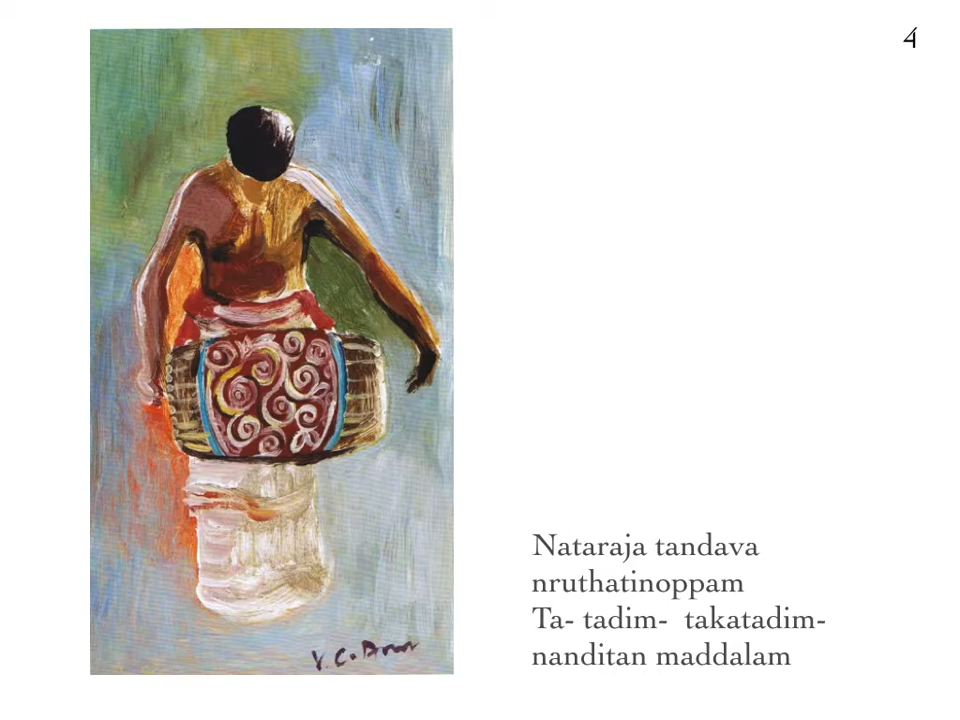 4
Nataraja tandava
nruthatinoppam
Ta- tadim- takatadim-
nanditan maddalam